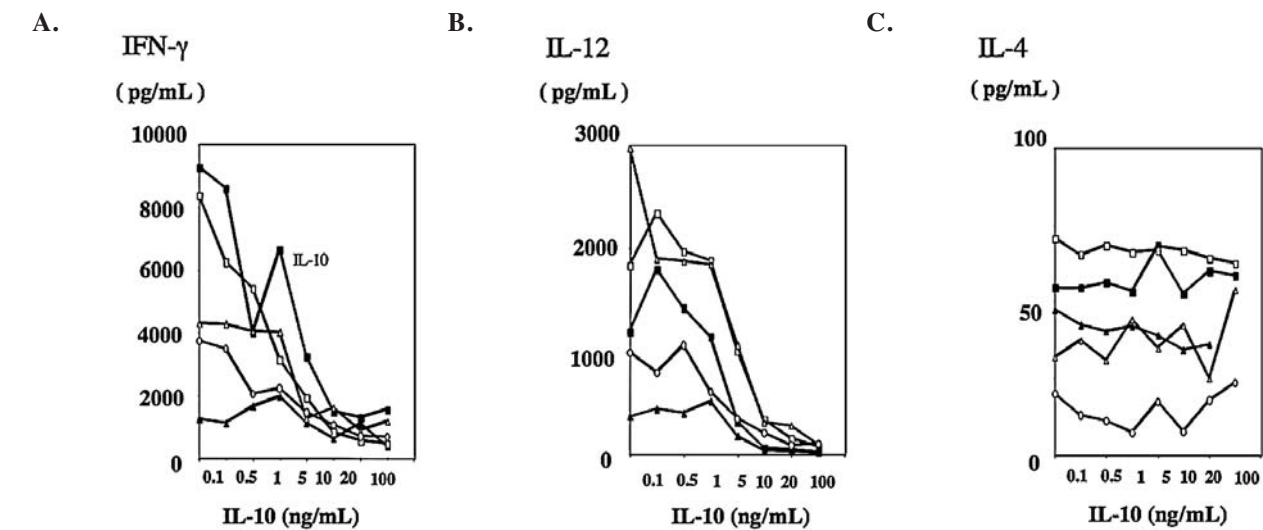 A.
IFN-γ
( pg/mL )
10000
8000
6000
4000
2000
0
IL-10
0.1 0.5 1 5 10 20 100
IL-10 (ng/mL)
B.
IL-12
( pg/mL )
3000
2000
1000
0
0.1 0.5 1 5 10 20 100
IL-10 (ng/mL)
C.
IL-4
( pg/mL )
100
50
0
0.1 0.5 1 5 10 20 100
IL-10 (ng/mL)